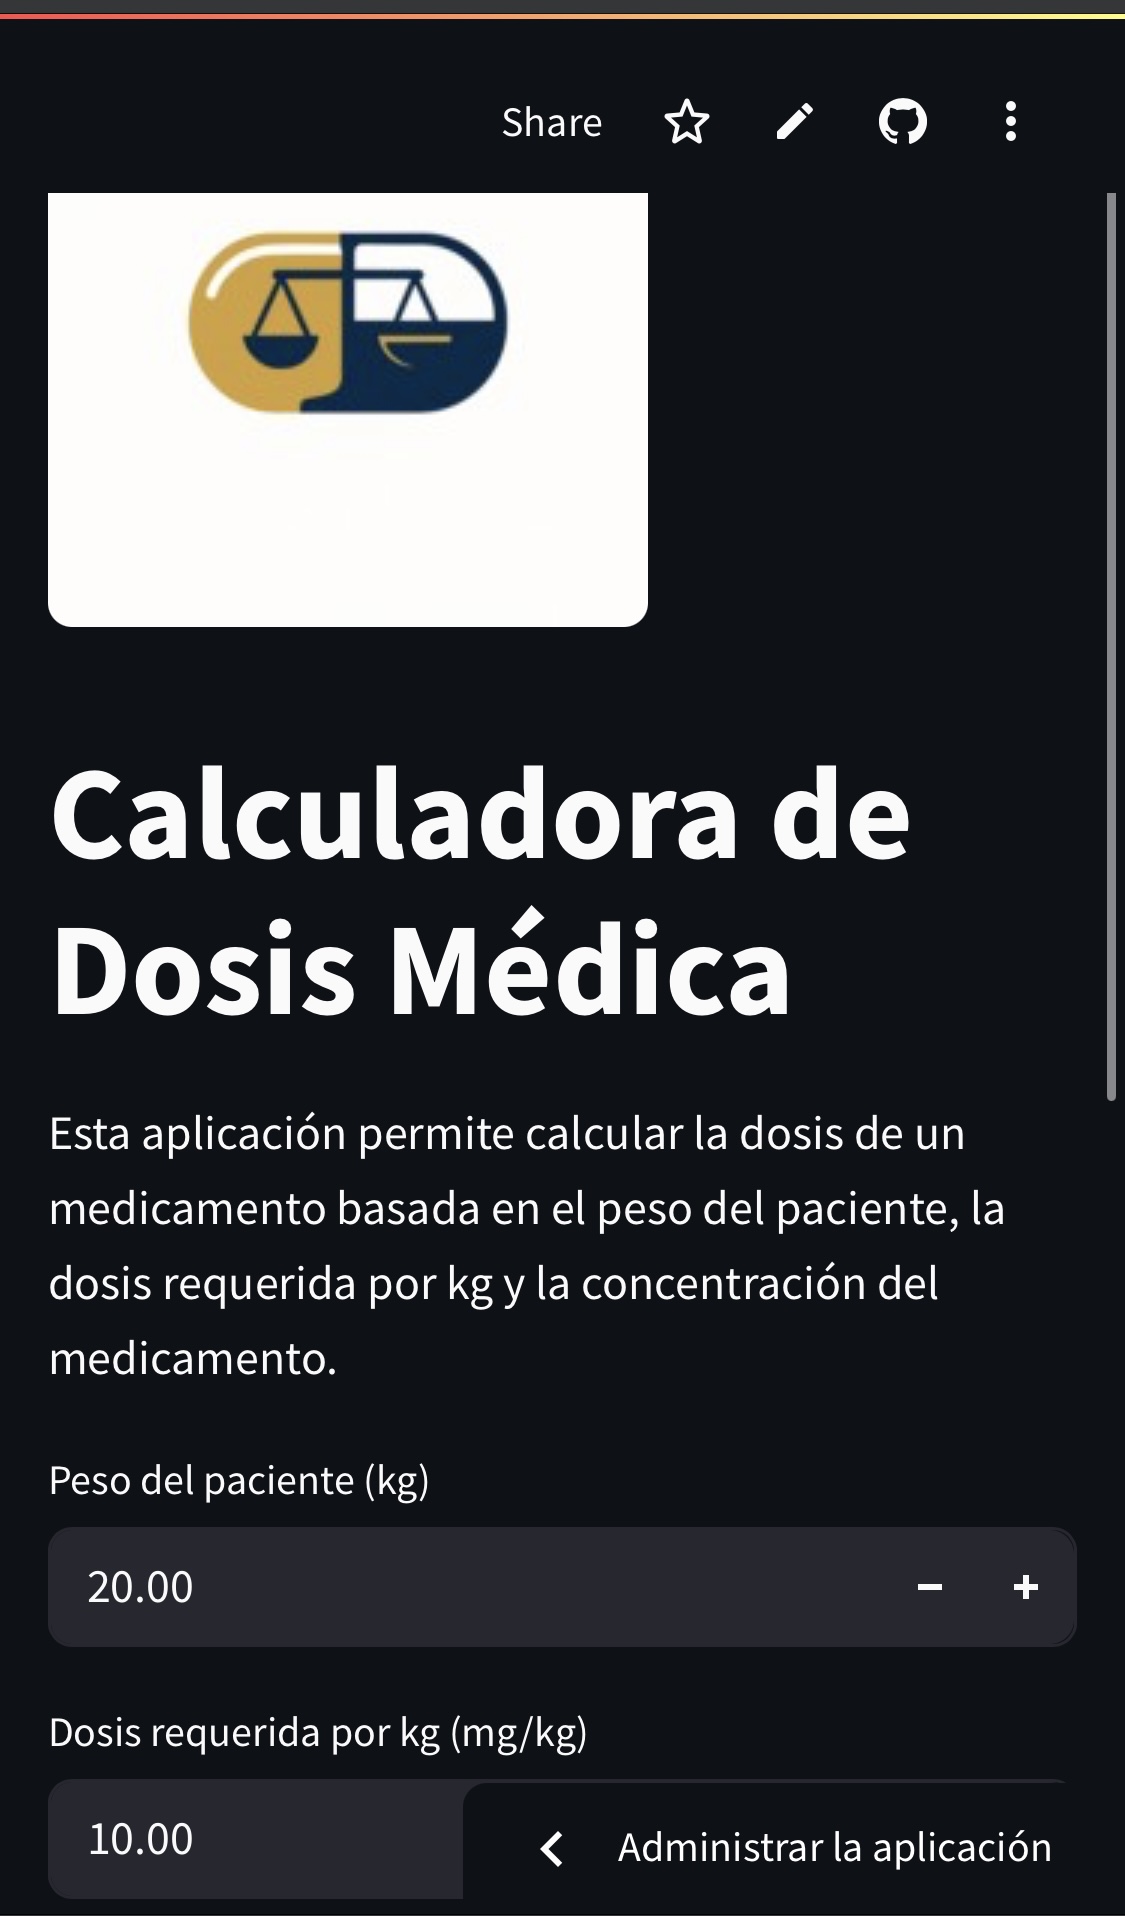 Share
Calculadora de
Dosis Médica
Esta aplicación permite calcular la dosis de un
medicamento basada en el peso del paciente, la
dosis requerida por kg y la concentración del
medicamento.
Peso del paciente (kg)
20.00
Dosis requerida por kg (mg/kg)
10.00
Administrar la aplicación